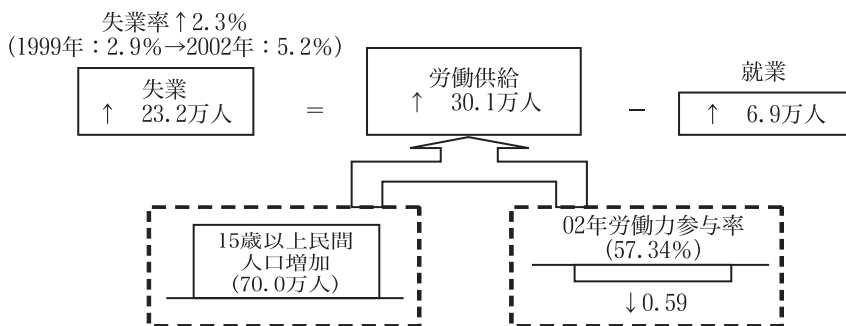 失業率↑2.3%
(1999年：2.9%→2002年：5.2%)
失業
↑ 23.2万人
=
労働供給
↑ 30.1万人
－
就業
↑ 6.9万人
15歳以上民間
人口増加
(70.0万人)
02年労働力参与率
(57.34%)
↓0.59